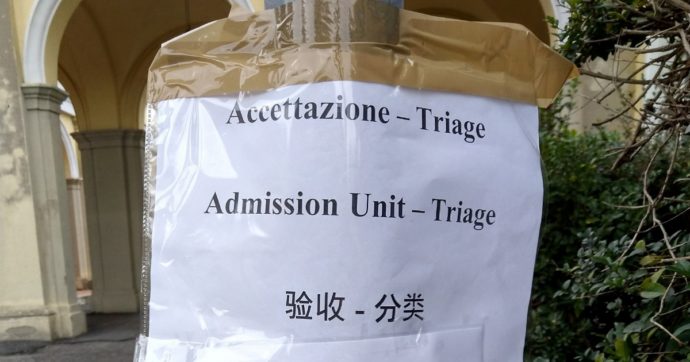 Accettazione – Triage
Admission Unit – Triage
验收 - 分类